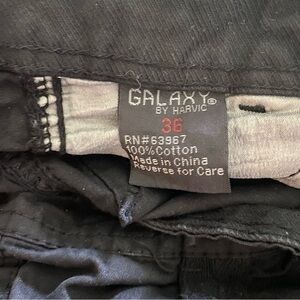 GALAXY®
BY HARVIC
36
RN#63967
100%Cotton
Made in China
Reverse for Care